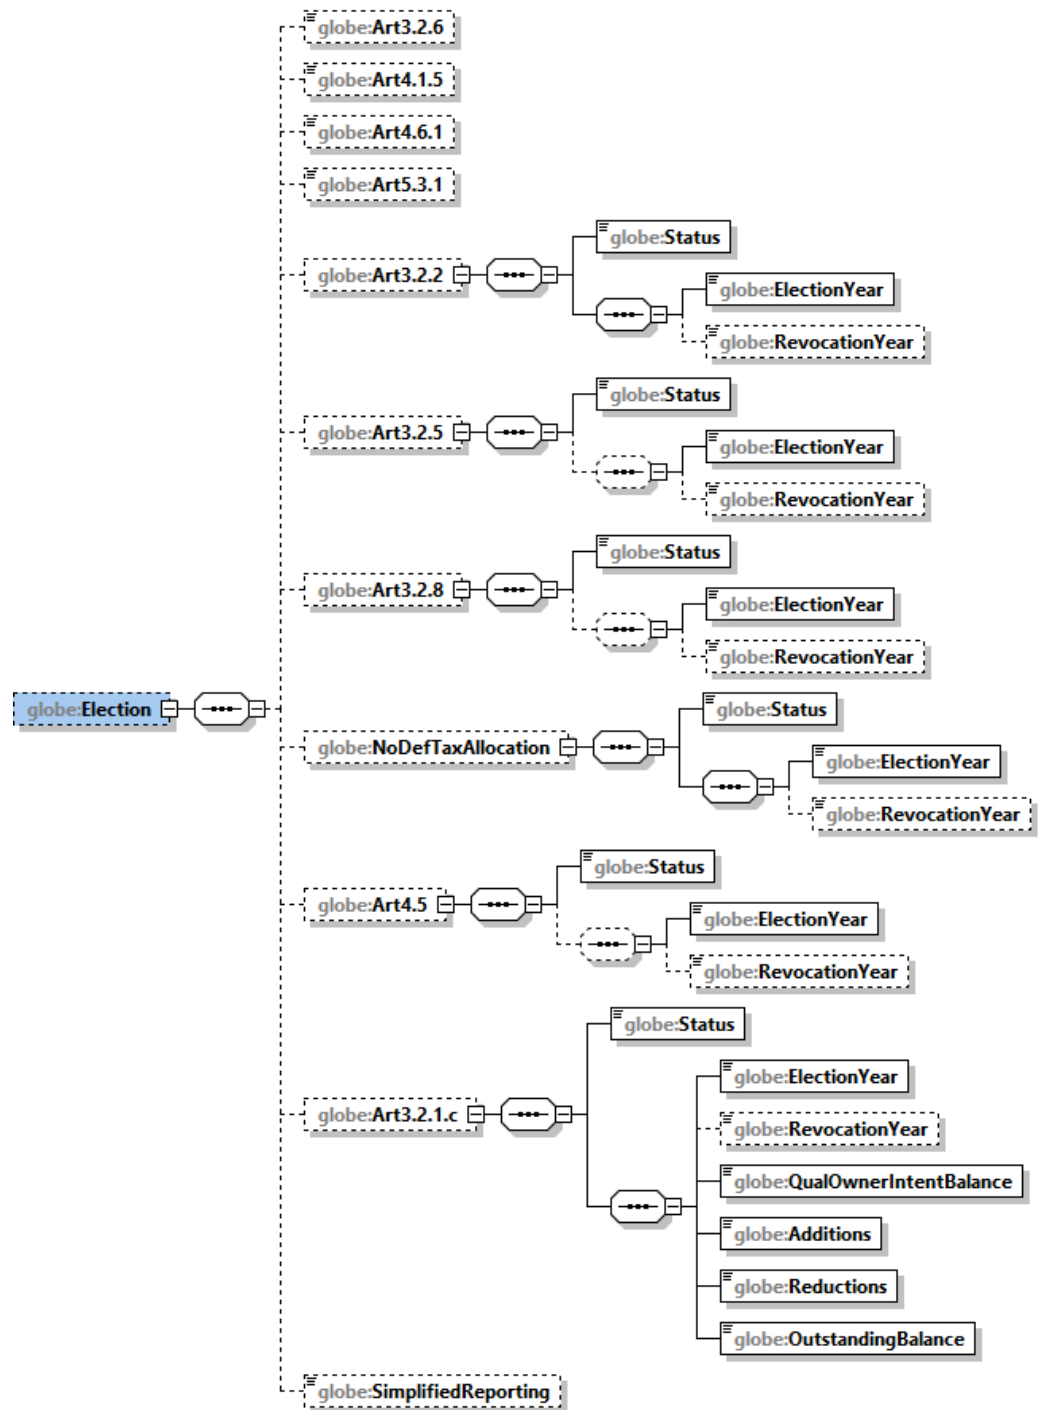 globe:Art3.2.6
globe:Art4.1.5
globe:Art4.6.1
globe:Art5.3.1
globe:Status
globe:Art3.2.2
globe:ElectionYear
globe:RevocationYear
globe:Status
globe:Art3.2.5
globe:ElectionYear
globe:RevocationYear
globe:Status
globe:Art3.2.8
globe:ElectionYear
globe:RevocationYear
globe:Election
globe:Status
globe:NoDefTaxAllocation
globe:ElectionYear
globe:RevocationYear
globe:Status
globe:Art4.5
globe:ElectionYear
globe:RevocationYear
globe:Status
globe:ElectionYear
globe:Art3.2.1.c
globe:RevocationYear
globe:QualOwnerIntentBalance
globe:Additions
globe:Reductions
globe:OutstandingBalance
globe:SimplifiedReporting